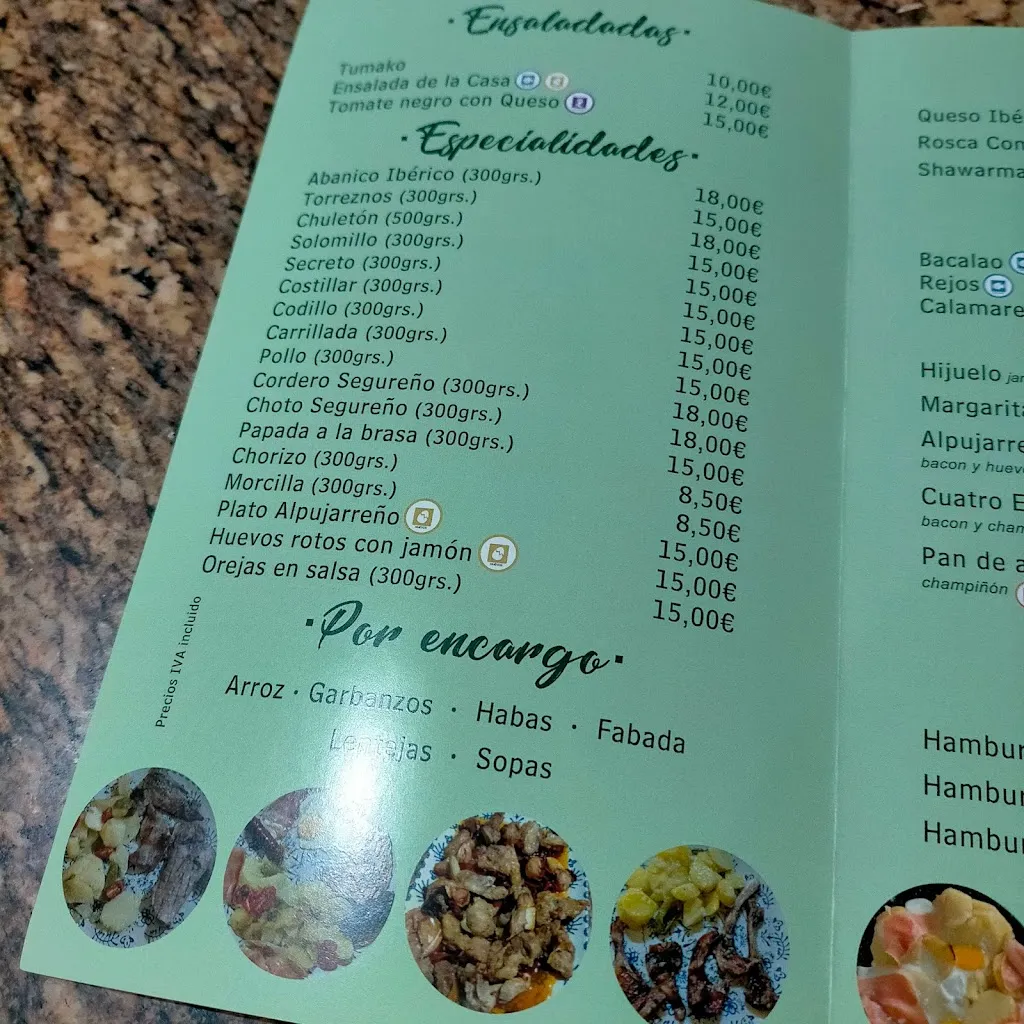 · Ensaladadas ·
Tumako 10,00€
Ensalada de la Casa 12,00€
Tomate negro con Queso 15,00€
· Especialidades ·
Abanico Ibérico (300grs.) 18,00€
Torreznos (300grs.) 15,00€
Chuletón (500grs.) 18,00€
Solomillo (300grs.) 15,00€
Secreto (300grs.) 15,00€
Costillar (300grs.) 15,00€
Codillo (300grs.) 15,00€
Carrillada (300grs.) 15,00€
Pollo (300grs.) 15,00€
Cordero Segureño (300grs.) 18,00€
Choto Segureño (300grs.) 18,00€
Papada a la brasa (300grs.) 15,00€
Chorizo (300grs.) 8,50€
Morcilla (300grs.) 8,50€
Plato Alpujarreño 15,00€
Huevos rotos con jamón 15,00€
Orejas en salsa (300grs.) 15,00€
Precios IVA incluido
· Por encargo ·
Arroz · Garbanzos · Habas · Fabada
Lentejas · Sopas
Queso Ibé
Rosca Con
Shawarma
Bacalao
Rejos
Calamare
Hijuelo jar
Margarita
Alpujarre
bacon y huev
Cuatro E
bacon y cham
Pan de a
champiñón
Hambur
Hambur
Hambur